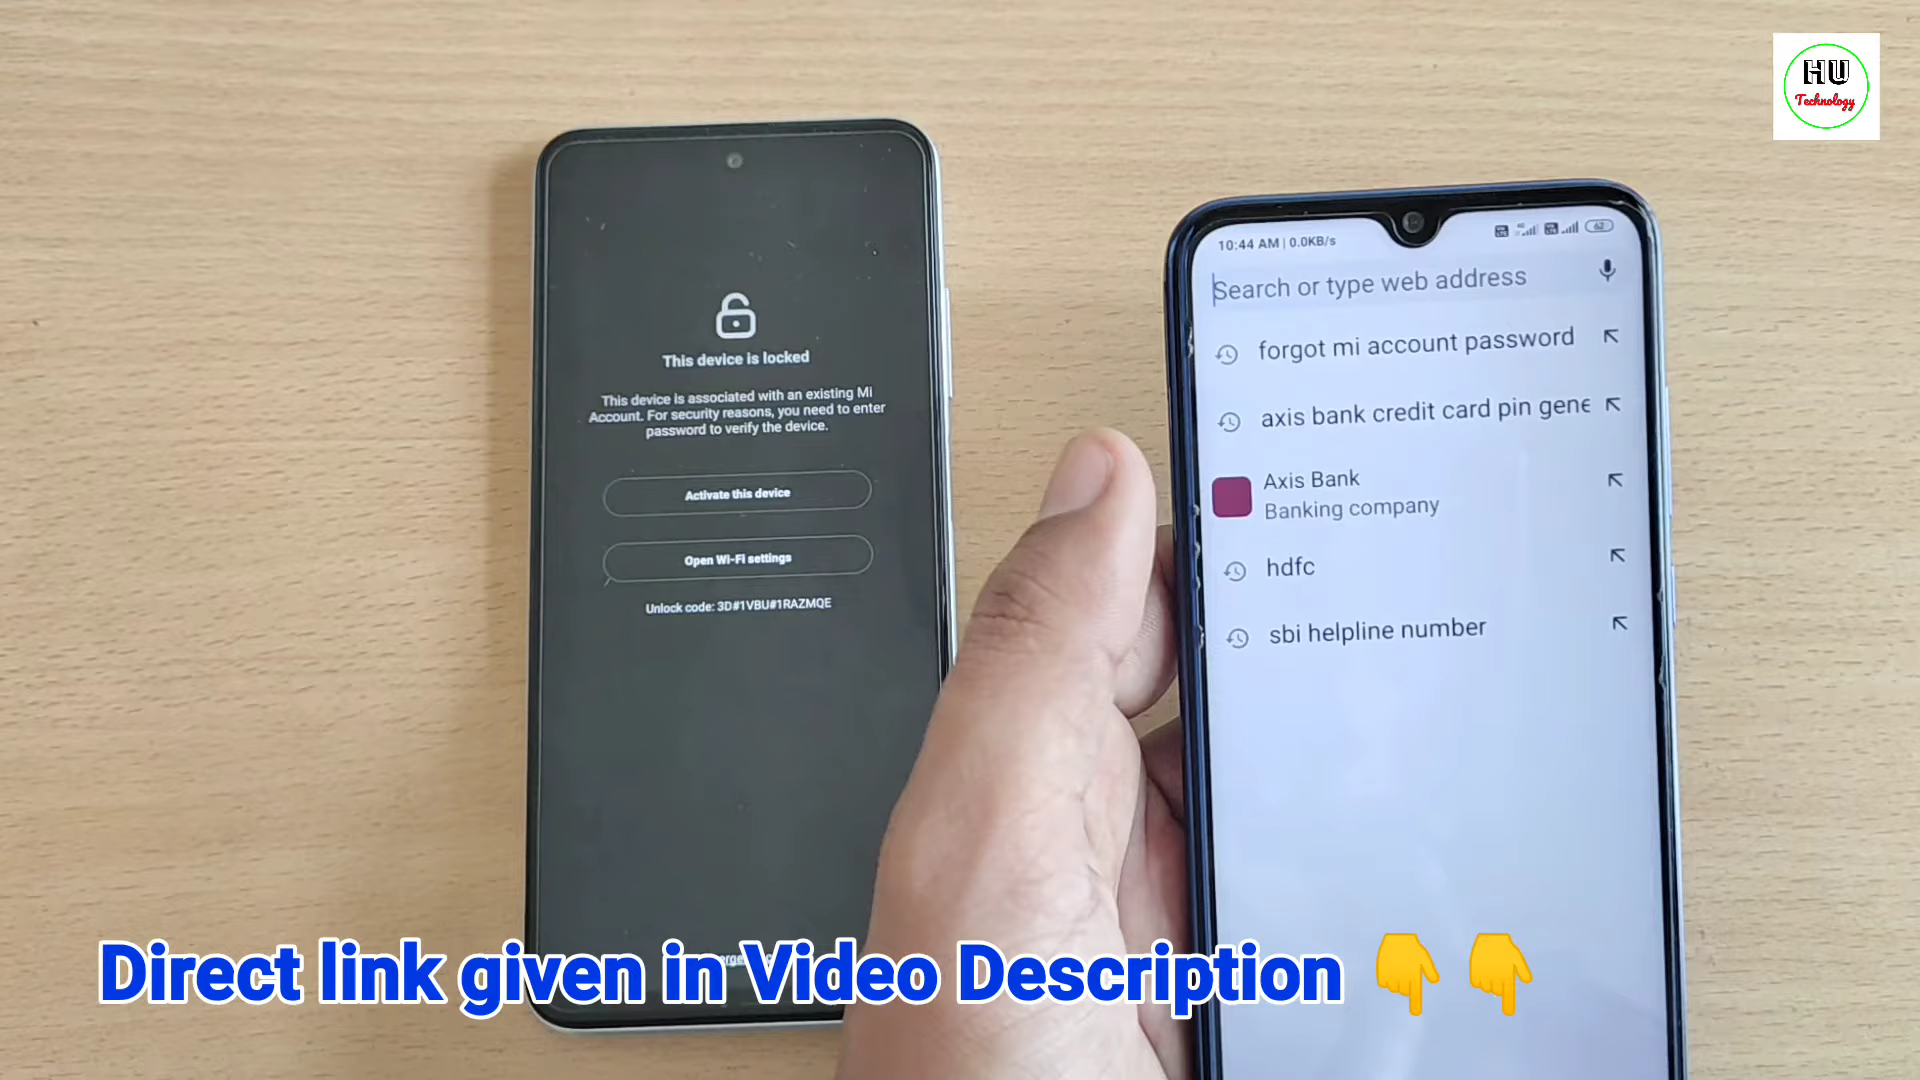 HU
Technology
This device is locked
This device is associated with an existing Mi
Account. For security reasons, you need to enter
password to verify the device.
Activate this device
Open Wi-Fi settings
Unlock code: 3D#1VBU#1RAZMQE
10:44 AM | 0.0KB/s
62
Search or type web address
forgot mi account password
axis bank credit card pin gene
Axis Bank
Banking company
hdfc
sbi helpline number
Direct link given in Video Description 👇👇